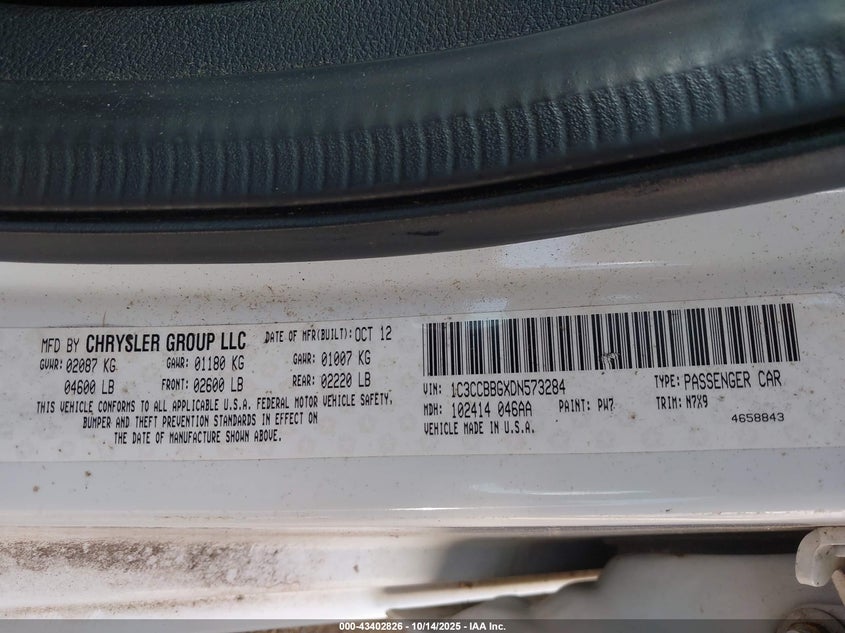 MFD BY CHRYSLER GROUP LLC DATE OF MFR(BUILT):OCT 12
GVWR:02087 KG GAWR:01180 KG GAWR:01007 KG
04600 LB FRONT:02600 LB REAR:02220 LB
THIS VEHICLE CONFORMS TO ALL APPLICABLE U.S.A. FEDERAL MOTOR VEHICLE SAFETY,
BUMPER AND THEFT PREVENTION STANDARDS IN EFFECT ON
THE DATE OF MANUFACTURE SHOWN ABOVE.
VIN: 1C3CCBBGXDN573284 TYPE:PASSENGER CAR
MDH: 102414 046AA PAINT: PW7 TRIM:N7X9
VEHICLE MADE IN U.S.A. 4658843
000-43402826 - 10/14/2025 - IAA Inc.